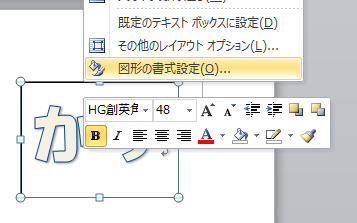 既定のテキスト ボックスに設定(D)
その他のレイアウト オプション(L)...
図形の書式設定(O)...
HG創英角 48 A A
B I A
か